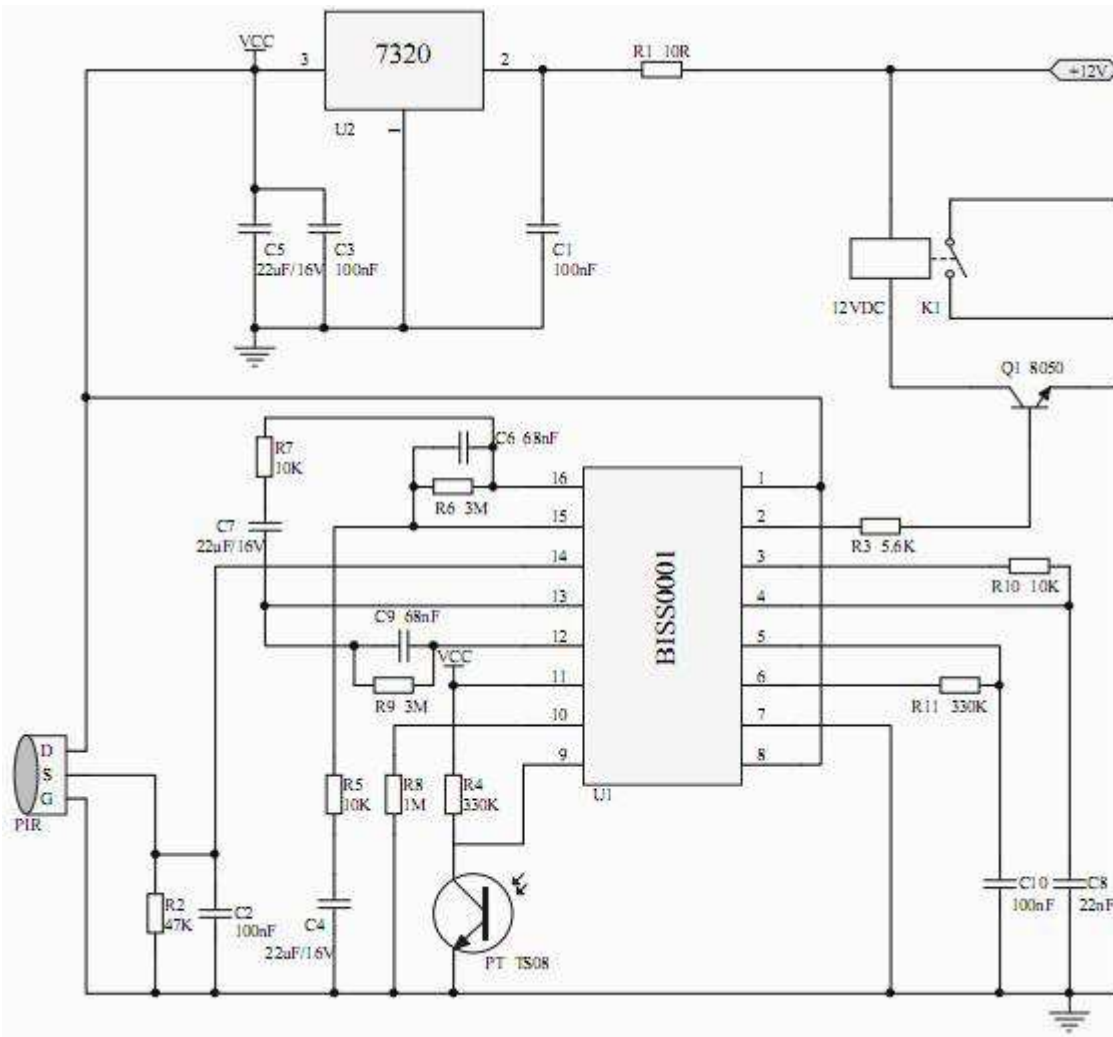 VCC
3
7320
2
R1 10R
+12V
U2
1
C5
22uF/16V
C3
100nF
C1
100nF
12VDC
K1
Q1 8050
R7
10K
C6 68nF
R6 3M
C7
22uF/16V
16
15
14
13
12
11
10
9
BISS0001
1
2
3
4
5
6
7
8
U1
R3 5.6K
R10 10K
C9 68nF
VCC
R9 3M
R11 330K
D
S
G
PIR
R5
10K
R8
1M
R4
330K
R2
47K
C2
100nF
C4
22uF/16V
PT TS08
C10
100nF
C8
22nF